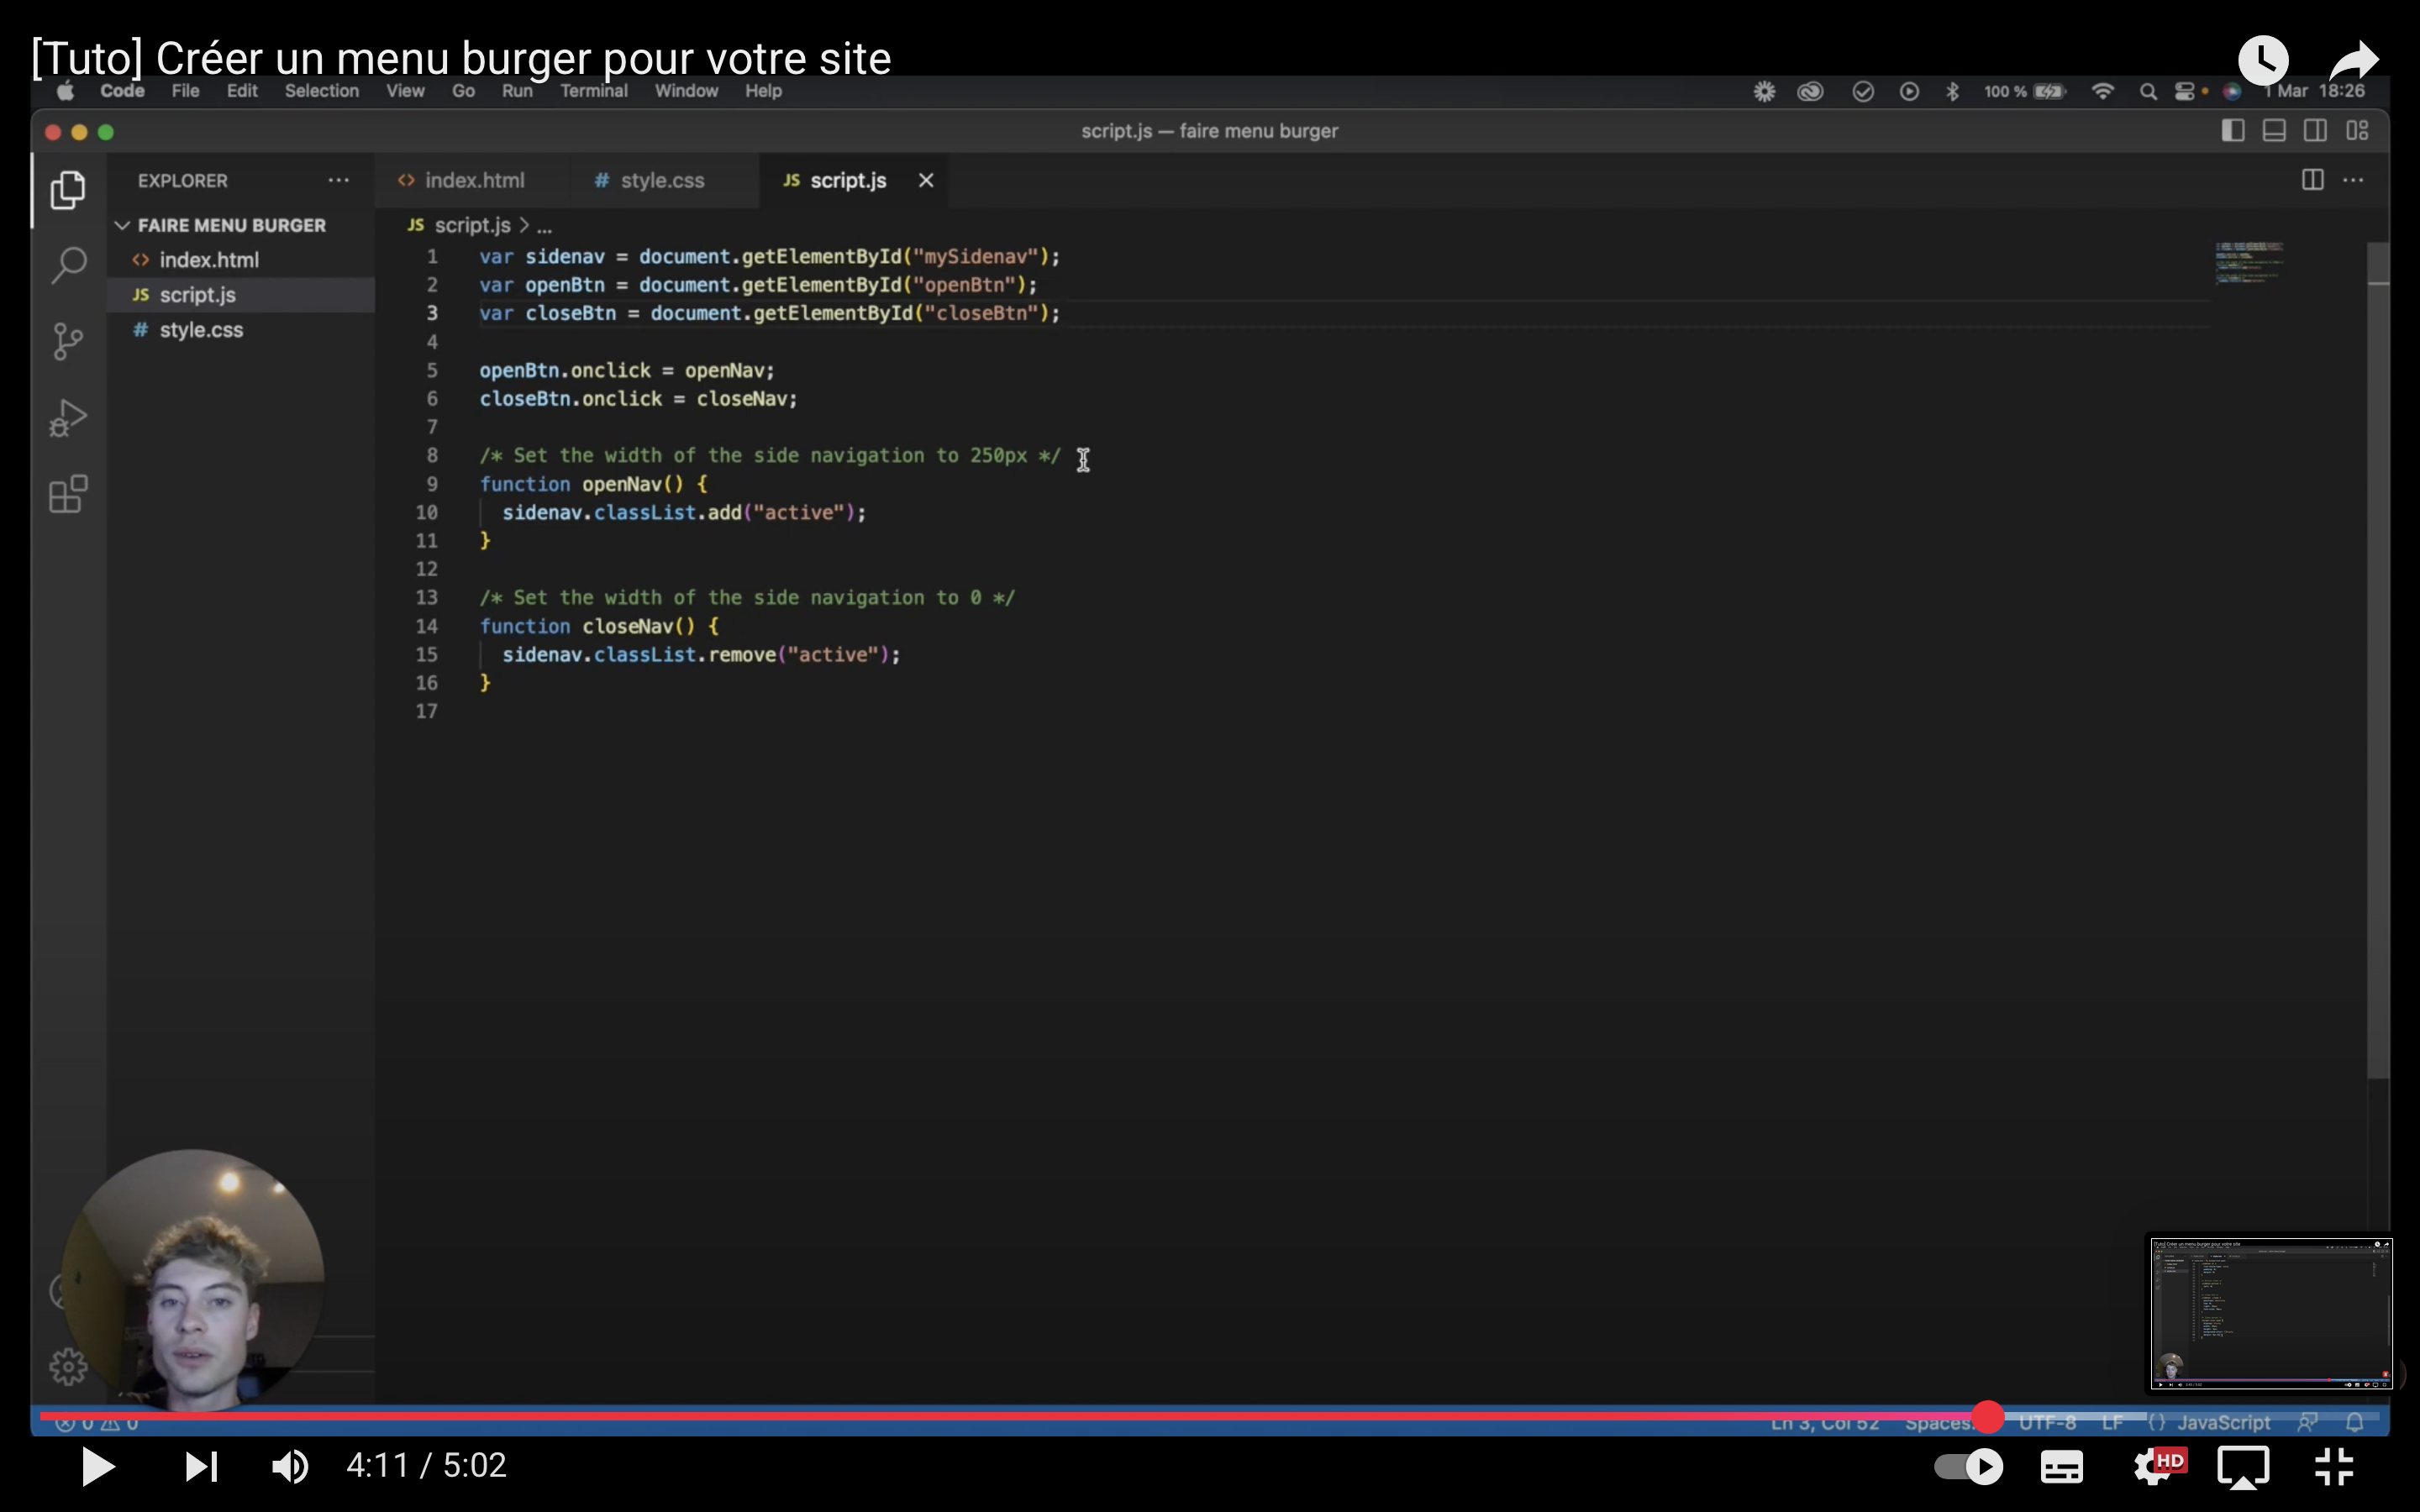 [Tuto] Créer un menu burger pour votre site
Code File Edit Selection View Go Run Terminal Window Help 100 % 1 Mar 18:26
script.js — faire menu burger
EXPLORER ···
index.html
style.css
JS script.js
FAIRE MENU BURGER
index.html
JS script.js
# style.css
JS script.js > ...
1 var sidenav = document.getElementById("mySidenav");
2 var openBtn = document.getElementById("openBtn");
3 var closeBtn = document.getElementById("closeBtn");
4
5 openBtn.onclick = openNav;
6 closeBtn.onclick = closeNav;
7
8 /* Set the width of the side navigation to 250px */
9 function openNav() {
10 sidenav.classList.add("active");
11 }
12
13 /* Set the width of the side navigation to 0 */
14 function closeNav() {
15 sidenav.classList.remove("active");
16 }
17
0 0 Ln 3, Col 52 Spaces: UTF-8 LF {} JavaScript
4:11 / 5:02
HD